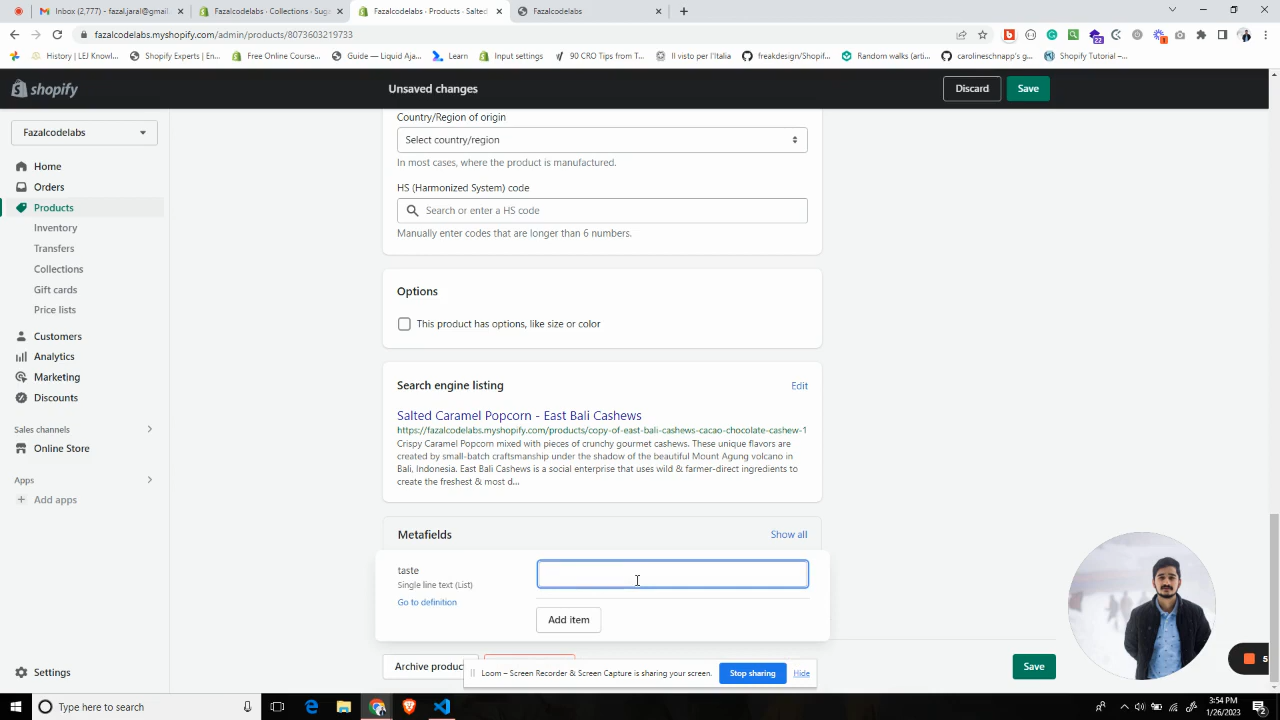 Inbox (2,777) - fazal.jaral@gmail.
Fazalcodelabs · Collections · Suga
Fazalcodelabs · Products · Salted
Fazalcodelabs
fazalcodelabs.myshopify.com/admin/products/8073603219733
History | LEJ Knowl...
Shopify Experts | En...
Free Online Course...
Guide — Liquid Aja...
Learn
Input settings
90 CRO Tips from T...
Il visto per l'Italia
freakdesign/Shopif...
Random walks (arti...
carolineschnapp's g...
Shopify Tutorial –...
22
1
shopify
Unsaved changes
Discard
Save
Fazalcodelabs
Home
Orders
Products
Inventory
Transfers
Collections
Gift cards
Price lists
Customers
Analytics
Marketing
Discounts
Sales channels
Online Store
Apps
Add apps
Settings
Country/Region of origin
Select country/region
In most cases, where the product is manufactured.
HS (Harmonized System) code
Search or enter a HS code
Manually enter codes that are longer than 6 numbers.
Options
This product has options, like size or color
Search engine listing
Edit
Salted Caramel Popcorn - East Bali Cashews
https://fazalcodelabs.myshopify.com/products/copy-of-east-bali-cashews-cacao-chocolate-cashew-1
Crispy Caramel Popcorn mixed with pieces of crunchy gourmet cashews. These unique flavors are
created by small-batch craftsmanship under the shadow of the beautiful Mount Agung volcano in
Bali, Indonesia. East Bali Cashews is a social enterprise that uses wild & farmer-direct ingredients to
create the freshest & most d...
Metafields
Show all
taste
Single line text (List)
Go to definition
Add item
Archive produc
Save
Loom – Screen Recorder & Screen Capture is sharing your screen.
Stop sharing
Hide
5
Type here to search
3:54 PM
1/26/2023
2